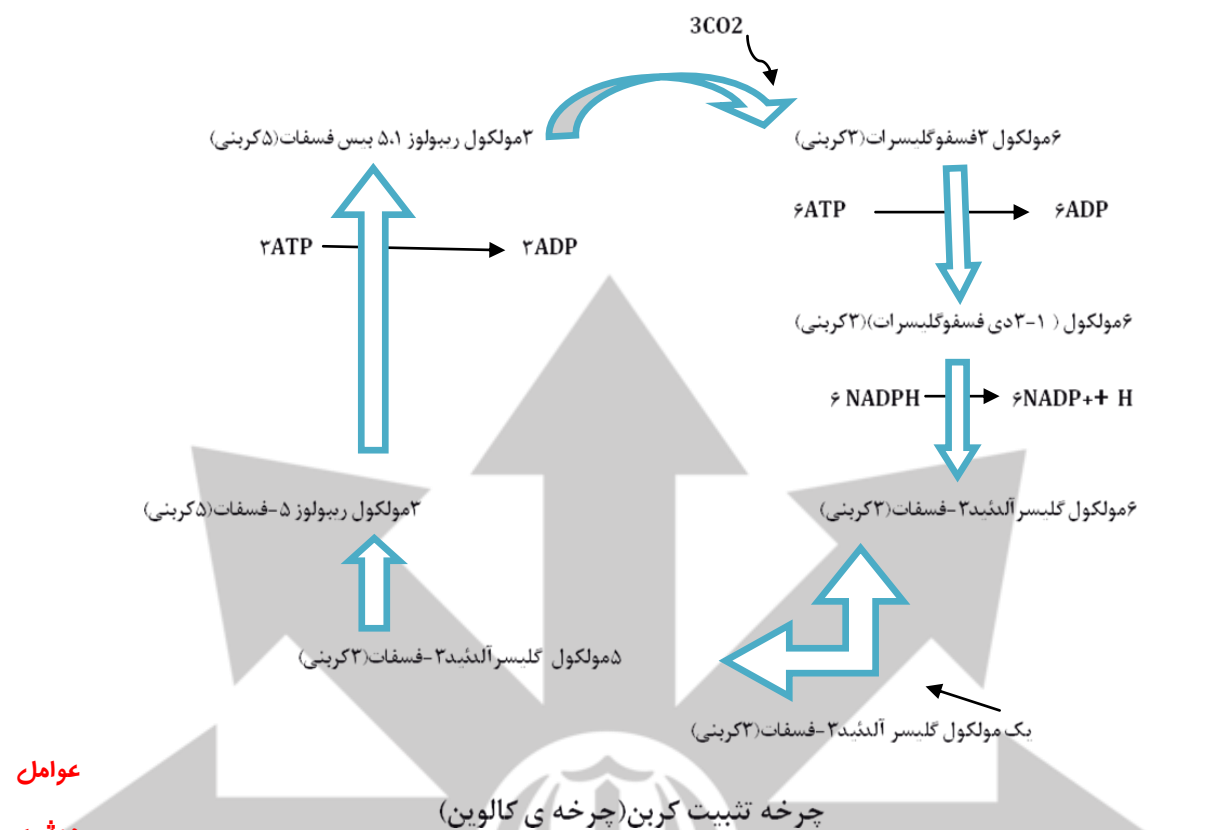 3CO2
۳مولکول ریبولوز ۵،۱ بیس فسفات(۵کربنی)
۶مولکول ۳فسفوگلیسرات(۳کربنی)
۶ATP
۶ADP
۳ATP
۳ADP
۶مولکول ( ۱-۳دی فسفوگلیسرات)(۳کربنی)
۶ NADPH
۶NADP++ H
۳مولکول ریبولوز ۵-فسفات(۵کربنی)
۶مولکول گلیسرآلدئید۳-فسفات(۳کربنی)
۵مولکول گلیسرآلدئید۳-فسفات(۳کربنی)
یک مولکول گلیسر آلدئید۳-فسفات(۳کربنی)
عوامل
چرخه تثبیت کربن(چرخه ی کالوین)